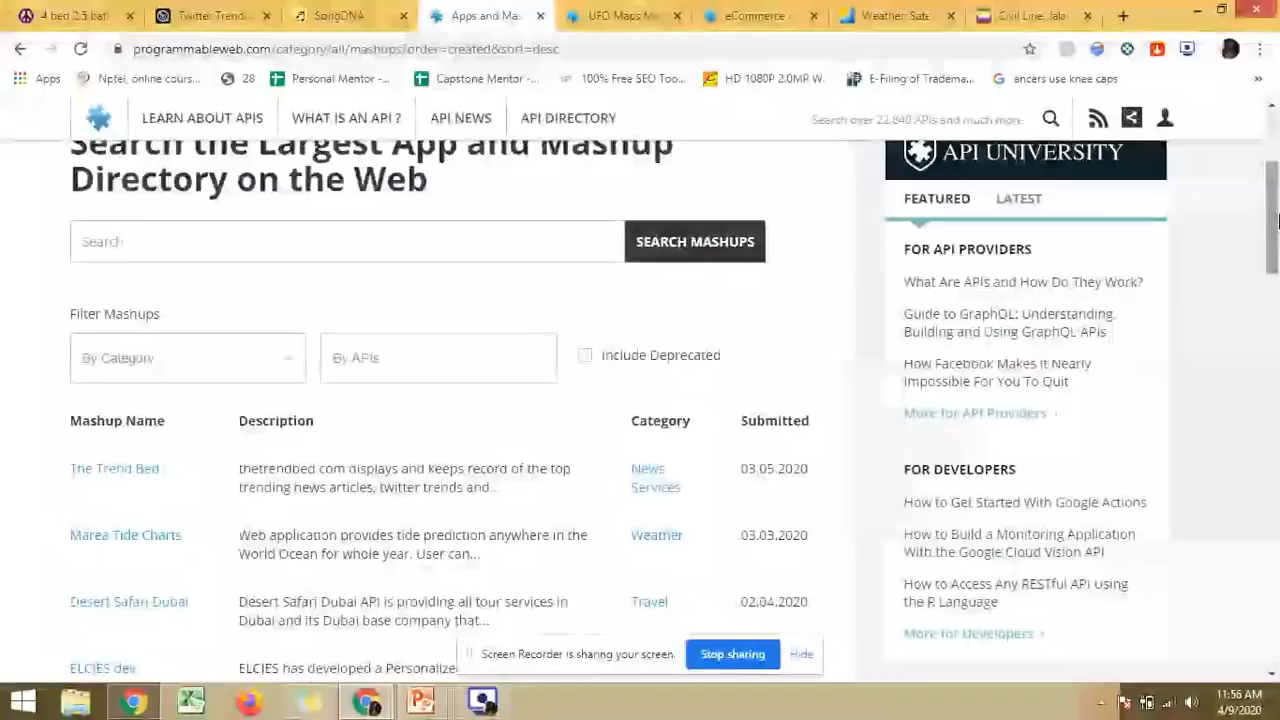 4 bed 2.5 bath
Twitter Trend
SongDNA
Apps and Ma
UFO Maps M
eCommerce
Weather Sate
Civil Line, Jala
programmableweb.com/category/all/mashups?order=created&sort=desc
Apps
Nptel, online cours...
28
Personal Mentor -...
Capstone Mentor -...
100% Free SEO Too...
HD 1080P 2.0MP W...
E-Filing of Tradema...
ancers use knee caps
»
LEARN ABOUT APIS
WHAT IS AN API ?
API NEWS
API DIRECTORY
Search over 22,840 APIs and much more
Search the Largest App and Mashup
Directory on the Web
Search
SEARCH MASHUPS
Filter Mashups
By Category
By APIs
Include Deprecated
Mashup Name
Description
Category
Submitted
The Trend Bed
thetrendbed.com displays and keeps record of the top
trending news articles, twitter trends and...
News
Services
03.05.2020
Marea Tide Charts
Web application provides tide prediction anywhere in the
World Ocean for whole year. User can...
Weather
03.03.2020
Desert Safari Dubai
Desert Safari Dubai API is providing all tour services in
Dubai and its Dubai base company that...
Travel
02.04.2020
ELCIES dev
ELCIES has developed a Personalize
API UNIVERSITY
FEATURED
LATEST
FOR API PROVIDERS
What Are APIs and How Do They Work?
Guide to GraphQL: Understanding,
Building and Using GraphQL APIs
How Facebook Makes It Nearly
Impossible For You To Quit
More for API Providers ›
FOR DEVELOPERS
How to Get Started With Google Actions
How to Build a Monitoring Application
With the Google Cloud Vision API
How to Access Any RESTful API Using
the R Language
More for Developers ›
Screen Recorder is sharing your screen.
Stop sharing
Hide
11:56 AM
4/9/2020